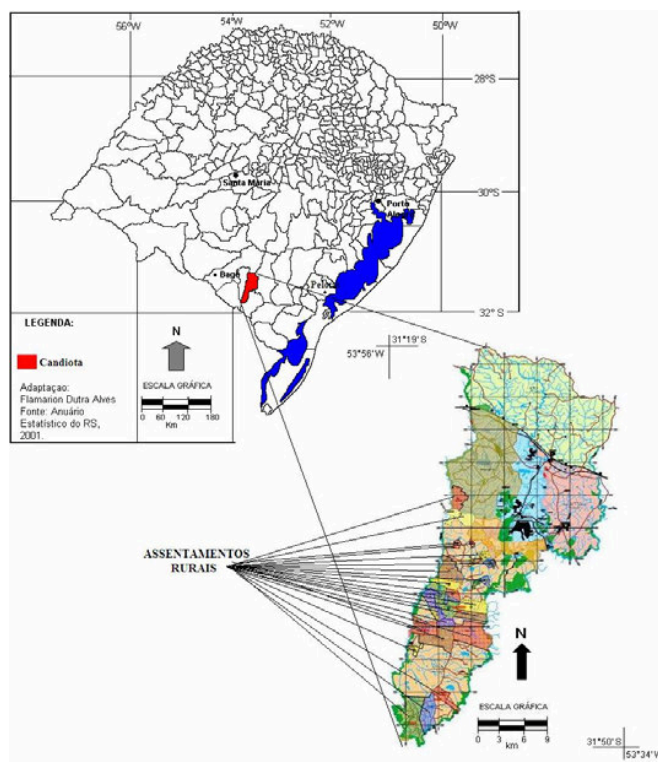 56°W
54°W
52°W
50°W
28°S
Santa Maria
30°S
Porto
Alegre
Bagé
Pelotas
32°S
LEGENDA:
Candiota
Adaptaçao:
Flamarion Dutra Alves
Fonte: Anuário
Estatístico do RS,
2001.
N
ESCALA GRÁFICA
0 60 120 180
Km
31°19'S
53°56'W
ASSENTAMENTOS
RURAIS
N
ESCALA GRÁFICA
0 3 6 9
km
31°50'S
53°34'W